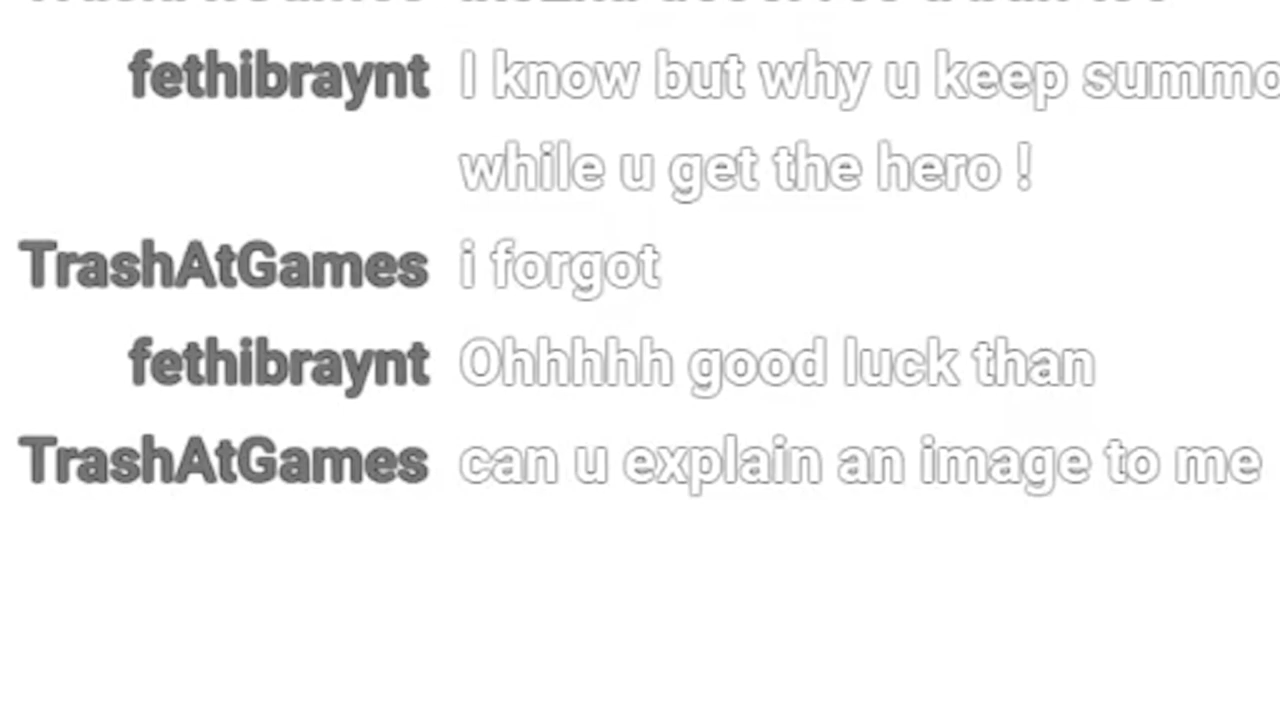 fethibraynt I know but why u keep
while u get the hero !
TrashAtGames i forgot
fethibraynt Ohhhhh good luck than
TrashAtGames can u explain an image to me